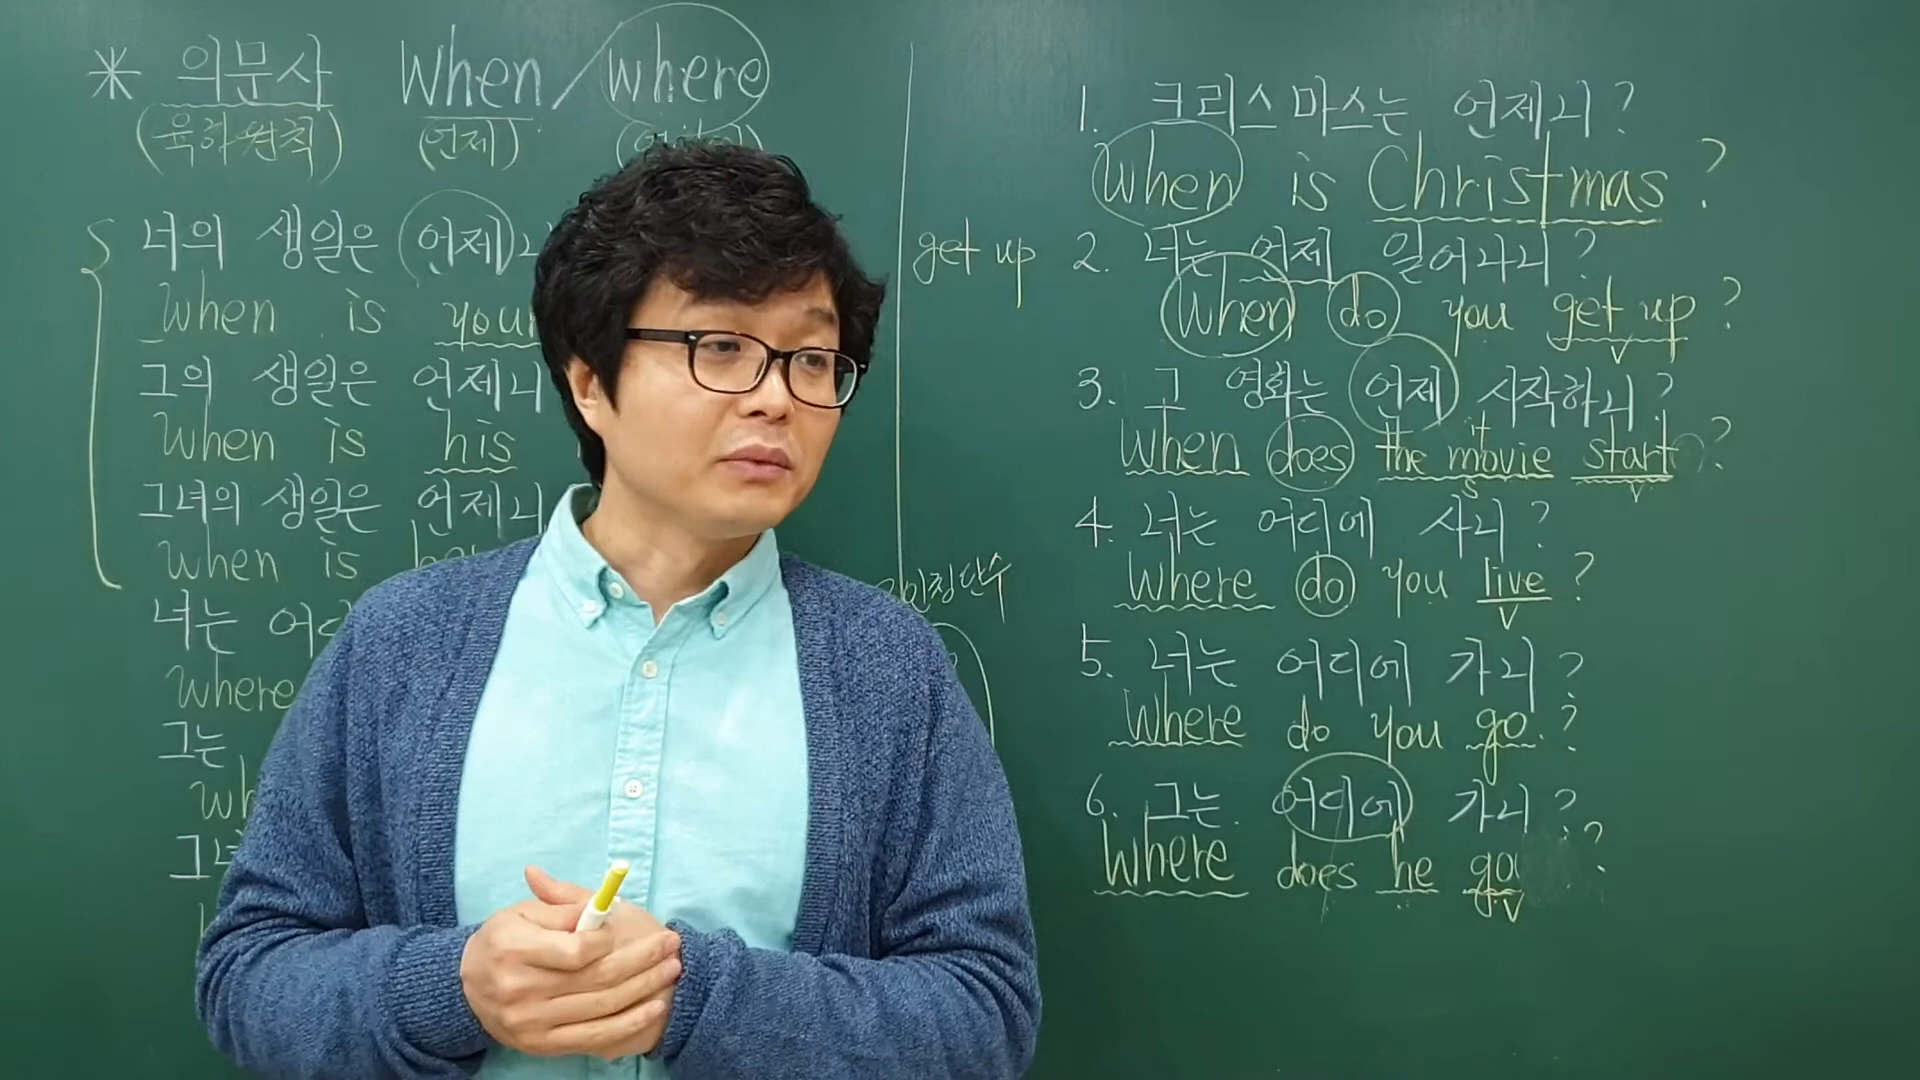 * 의문사 When / where
(육하원칙) (언제)
너의 생일은 언제
When is your
그의 생일은 언제니
When is his
그녀의 생일은 언제니
when is
너는
where
그는
1. 크리스마스는 언제니?
When is Christmas?
get up 2. 너는 언제 일어나니?
When do you get up?
v
3. 그 영화는 언제 시작하니?
it
when does the movie start?
s v
4. 너는 어디에 사니?
Where do you live?
v
인칭단수
5. 너는 어디에 가니?
Where do you go?
6. 그는 어디에 가니?
Where does he go?
v